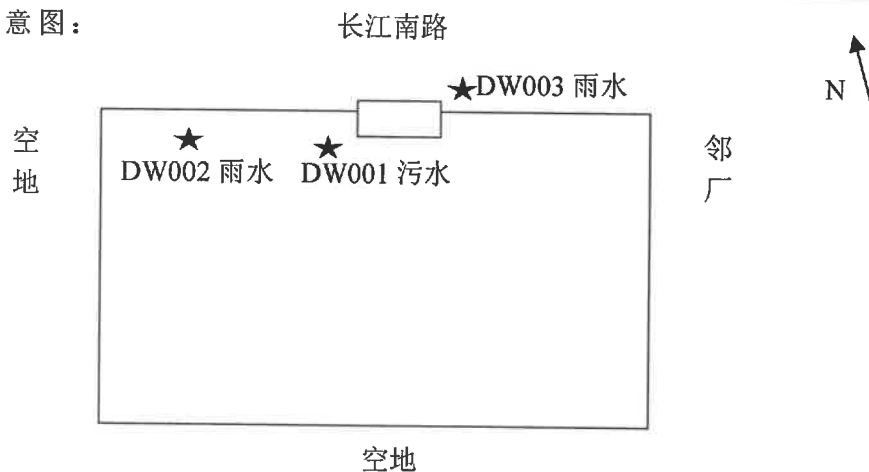 意图：
长江南路
★DW003 雨水
N
空地
★
★
DW002 雨水
DW001 污水
邻厂
空地